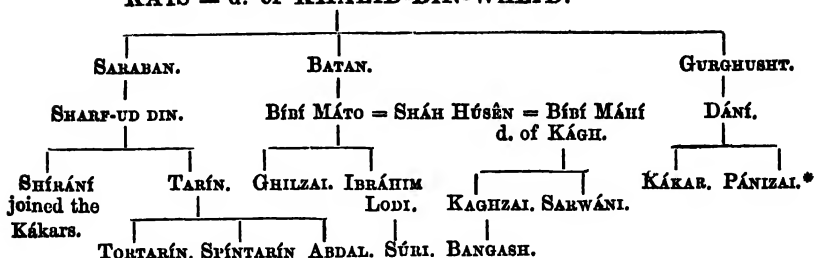 KAIS = d. of KHALID BIN-WALÍD.
SARABAN. BATAN. GURGHUSHT.
SHARF-UD DIN. BÍBÍ MÁTO = SHÁH HÚSÊN = BÍBÍ MÁHÍ DÁNÍ.
d. of KÁGH.
SHÍRÁNÍ TARÍN. GHILZAI. IBRÁHIM KÁKAR. PÁNIZAI.*
joined the LODI. KAGHZAI. SARWÁNI.
Kákars.
TORTARÍN. SPÍNTARÍN ABDAL. SÚRI. BANGASH.